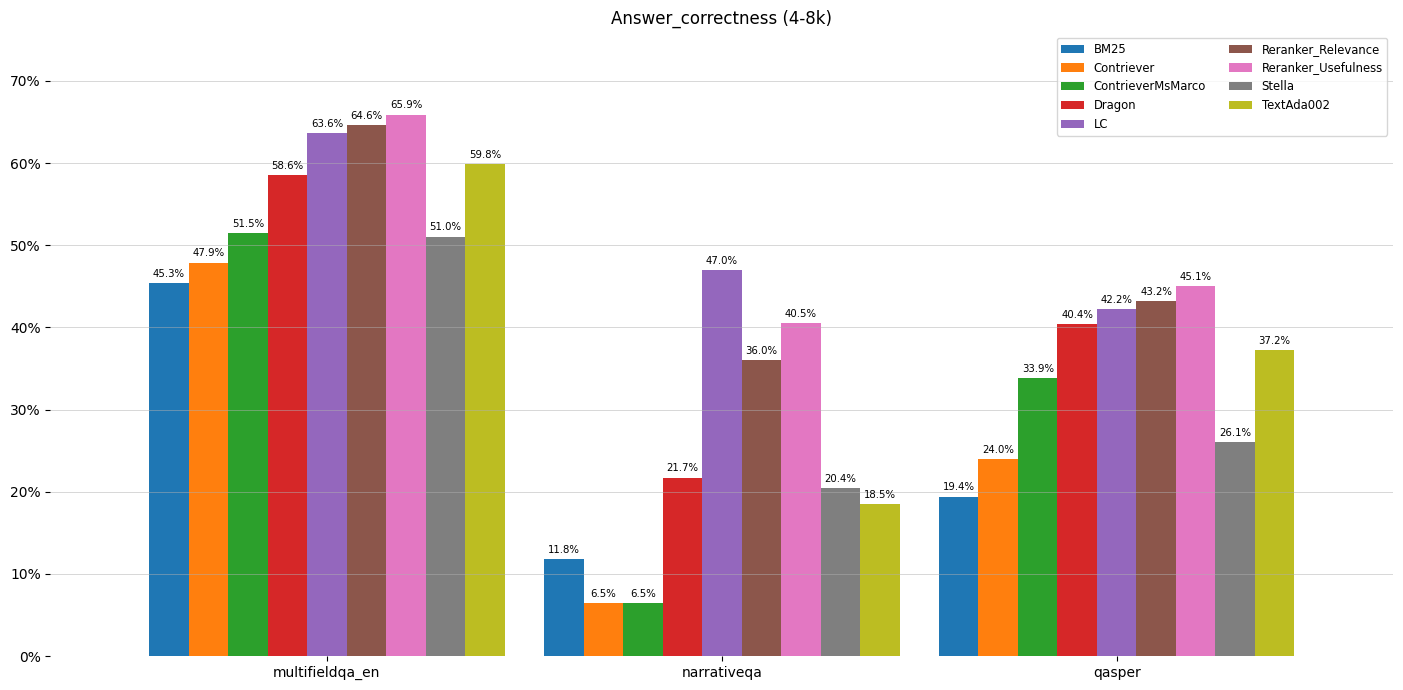 Answer_correctness (4-8k)
BM25
Contriever
ContrieverMsMarco
Dragon
LC
Reranker_Relevance
Reranker_Usefulness
Stella
TextAda002
70%
60%
50%
40%
30%
20%
10%
0%
45.3%
47.9%
51.5%
58.6%
63.6%
64.6%
65.9%
51.0%
59.8%
11.8%
6.5%
6.5%
21.7%
47.0%
36.0%
40.5%
20.4%
18.5%
19.4%
24.0%
33.9%
40.4%
42.2%
43.2%
45.1%
26.1%
37.2%
multifieldqa_en
narrativeqa
qasper